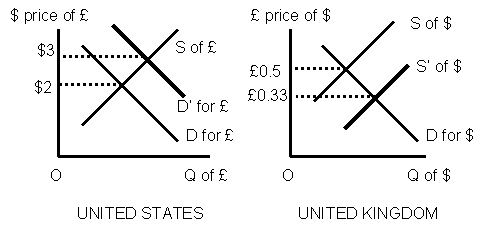 $ price of £
$3
$2
S of £
D' for £
D for £
O
Q of £
UNITED STATES
£ price of $
£0.5
£0.33
S of $
S' of $
D for $
O
Q of $
UNITED KINGDOM